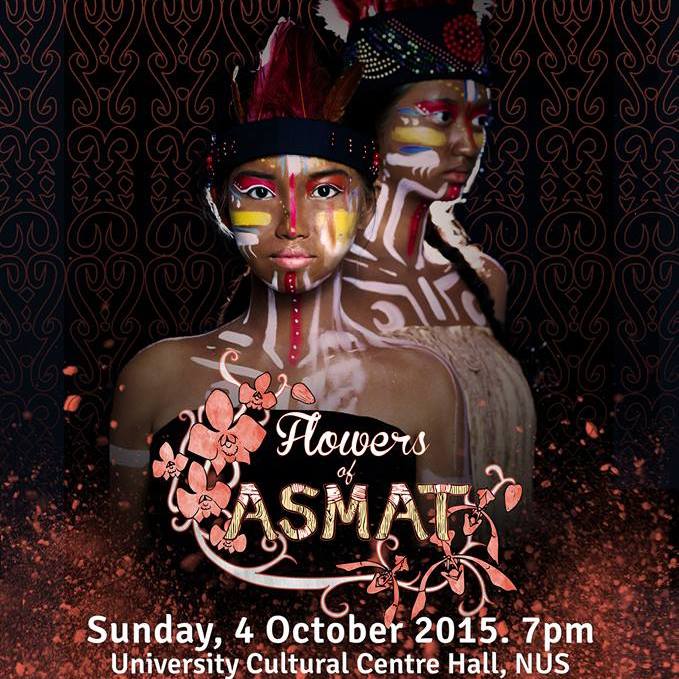 Flowers
of
ASMAT
Sunday, 4 October 2015. 7pm
University Cultural Centre Hall, NUS